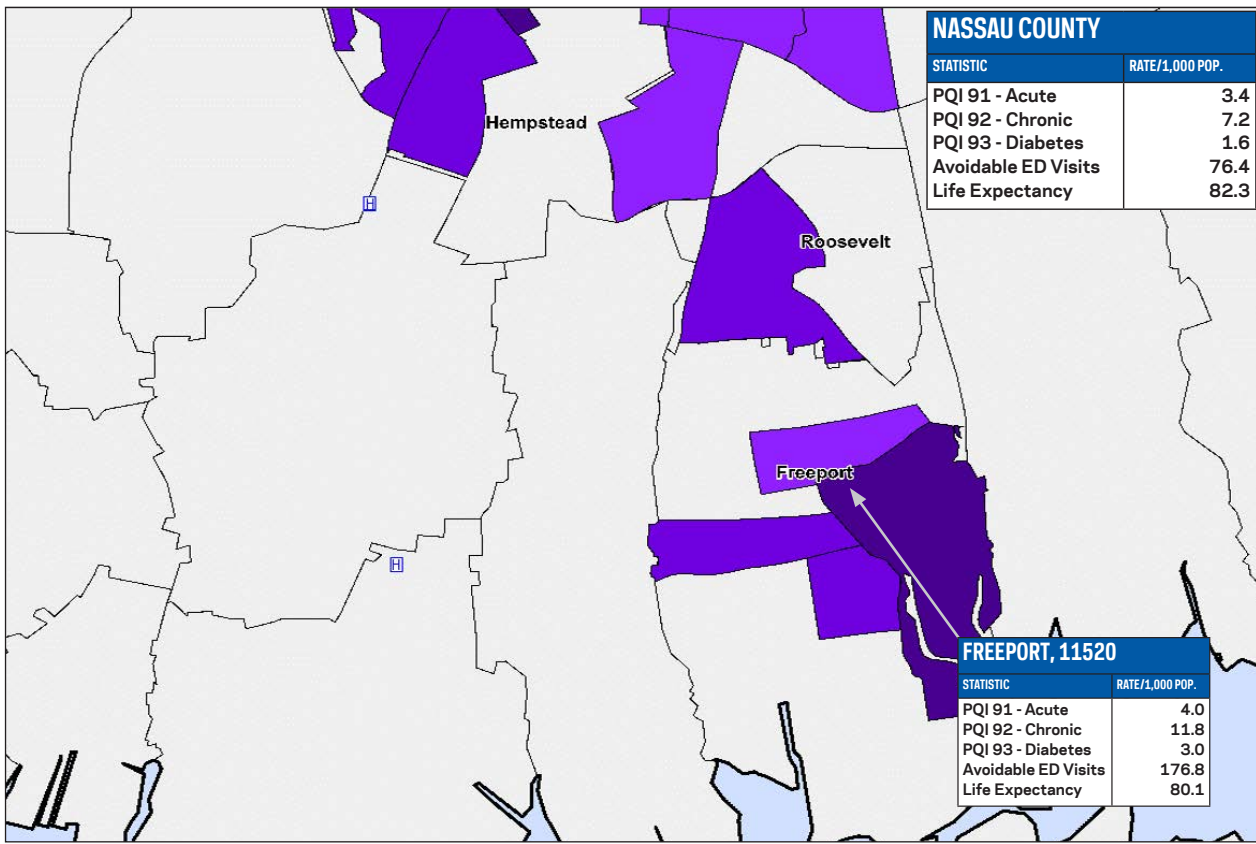 NASSAU COUNTY
STATISTIC RATE/1,000 POP.
PQI 91 - Acute 3.4
PQI 92 - Chronic 7.2
PQI 93 - Diabetes 1.6
Avoidable ED Visits 76.4
Life Expectancy 82.3
Hempstead
H
Roosevelt
Freeport
H
FREEPORT, 11520
STATISTIC RATE/1,000 POP.
PQI 91 - Acute 4.0
PQI 92 - Chronic 11.8
PQI 93 - Diabetes 3.0
Avoidable ED Visits 176.8
Life Expectancy 80.1